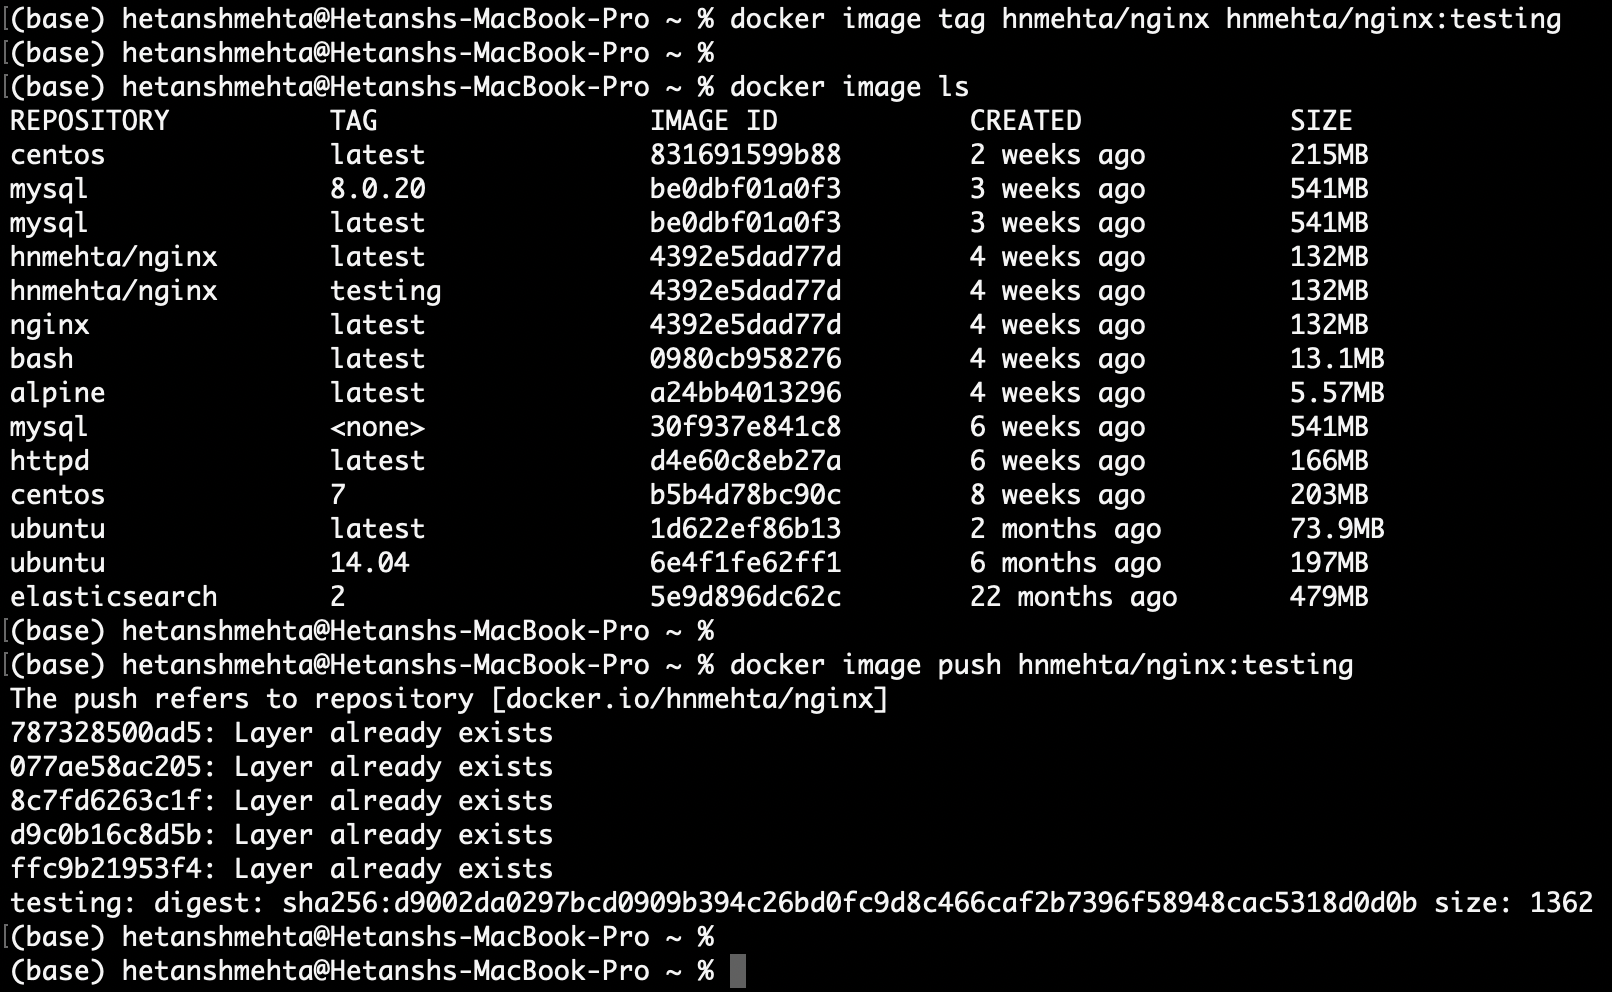 [(base) hetanshmehta@Hetanshs-MacBook-Pro ~ % docker image tag hnmehta/nginx hnmehta/nginx:testing
[(base) hetanshmehta@Hetanshs-MacBook-Pro ~ %
[(base) hetanshmehta@Hetanshs-MacBook-Pro ~ % docker image ls
REPOSITORY TAG IMAGE ID CREATED SIZE
centos latest 831691599b88 2 weeks ago 215MB
mysql 8.0.20 be0dbf01a0f3 3 weeks ago 541MB
mysql latest be0dbf01a0f3 3 weeks ago 541MB
hnmehta/nginx latest 4392e5dad77d 4 weeks ago 132MB
hnmehta/nginx testing 4392e5dad77d 4 weeks ago 132MB
nginx latest 4392e5dad77d 4 weeks ago 132MB
bash latest 0980cb958276 4 weeks ago 13.1MB
alpine latest a24bb4013296 4 weeks ago 5.57MB
mysql <none> 30f937e841c8 6 weeks ago 541MB
httpd latest d4e60c8eb27a 6 weeks ago 166MB
centos 7 b5b4d78bc90c 8 weeks ago 203MB
ubuntu latest 1d622ef86b13 2 months ago 73.9MB
ubuntu 14.04 6e4f1fe62ff1 6 months ago 197MB
elasticsearch 2 5e9d896dc62c 22 months ago 479MB
[(base) hetanshmehta@Hetanshs-MacBook-Pro ~ %
[(base) hetanshmehta@Hetanshs-MacBook-Pro ~ % docker image push hnmehta/nginx:testing
The push refers to repository [docker.io/hnmehta/nginx]
787328500ad5: Layer already exists
077ae58ac205: Layer already exists
8c7fd6263c1f: Layer already exists
d9c0b16c8d5b: Layer already exists
ffc9b21953f4: Layer already exists
testing: digest: sha256:d9002da0297bcd0909b394c26bd0fc9d8c466caf2b7396f58948cac5318d0d0b size: 1362
[(base) hetanshmehta@Hetanshs-MacBook-Pro ~ %
(base) hetanshmehta@Hetanshs-MacBook-Pro ~ %